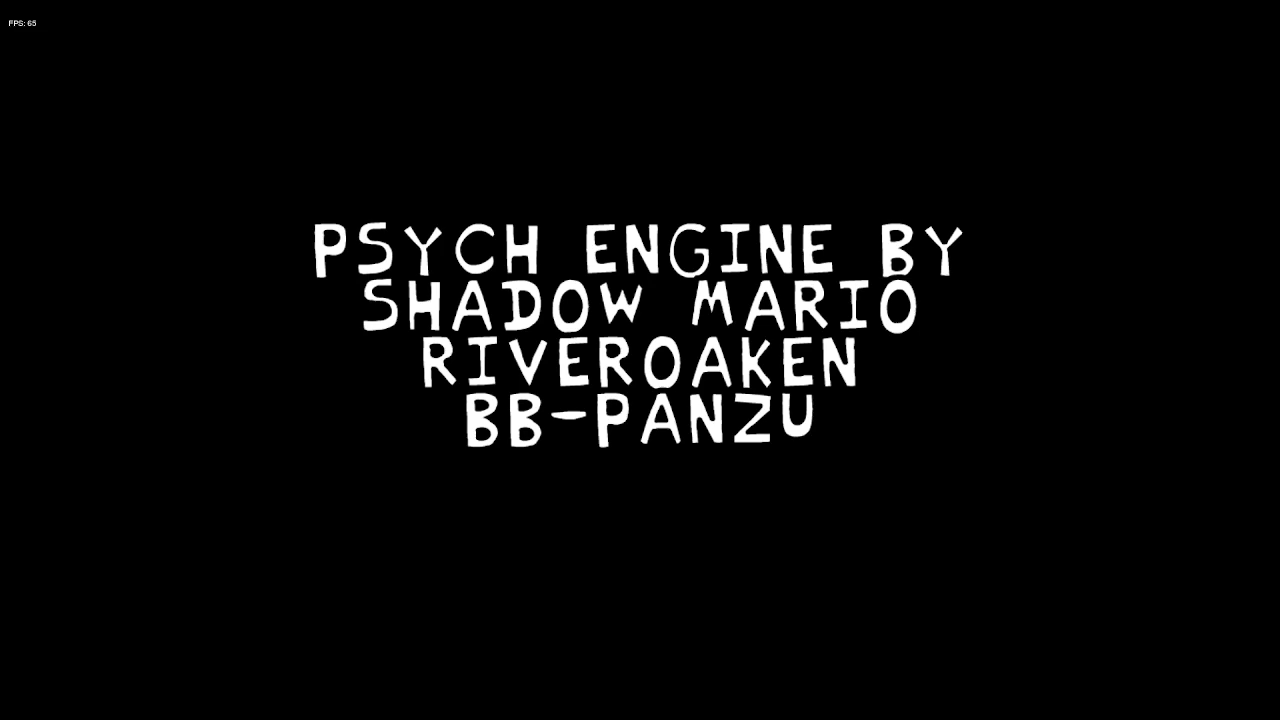 FPS: 65
PSYCH ENGINE BY
SHADOW MARIO
RIVEROAKEN
BB-PANZU